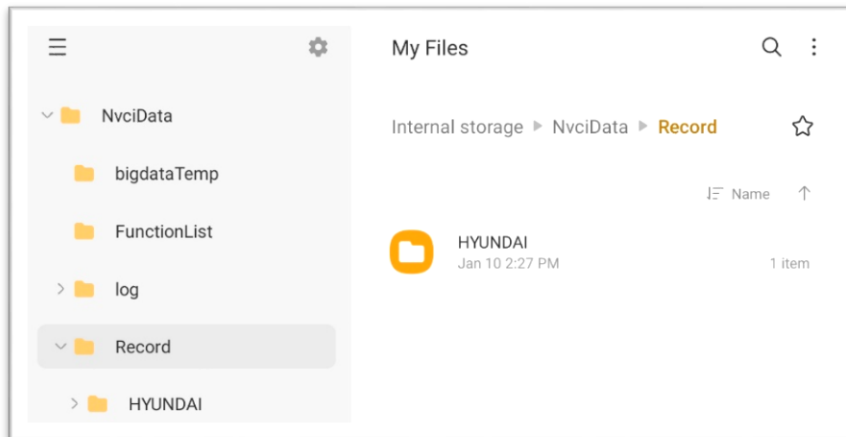 NvciData
bigdataTemp
FunctionList
log
Record
HYUNDAI
My Files
Internal storage NvciData Record
Name
HYUNDAI
Jan 10 2:27 PM
1 item